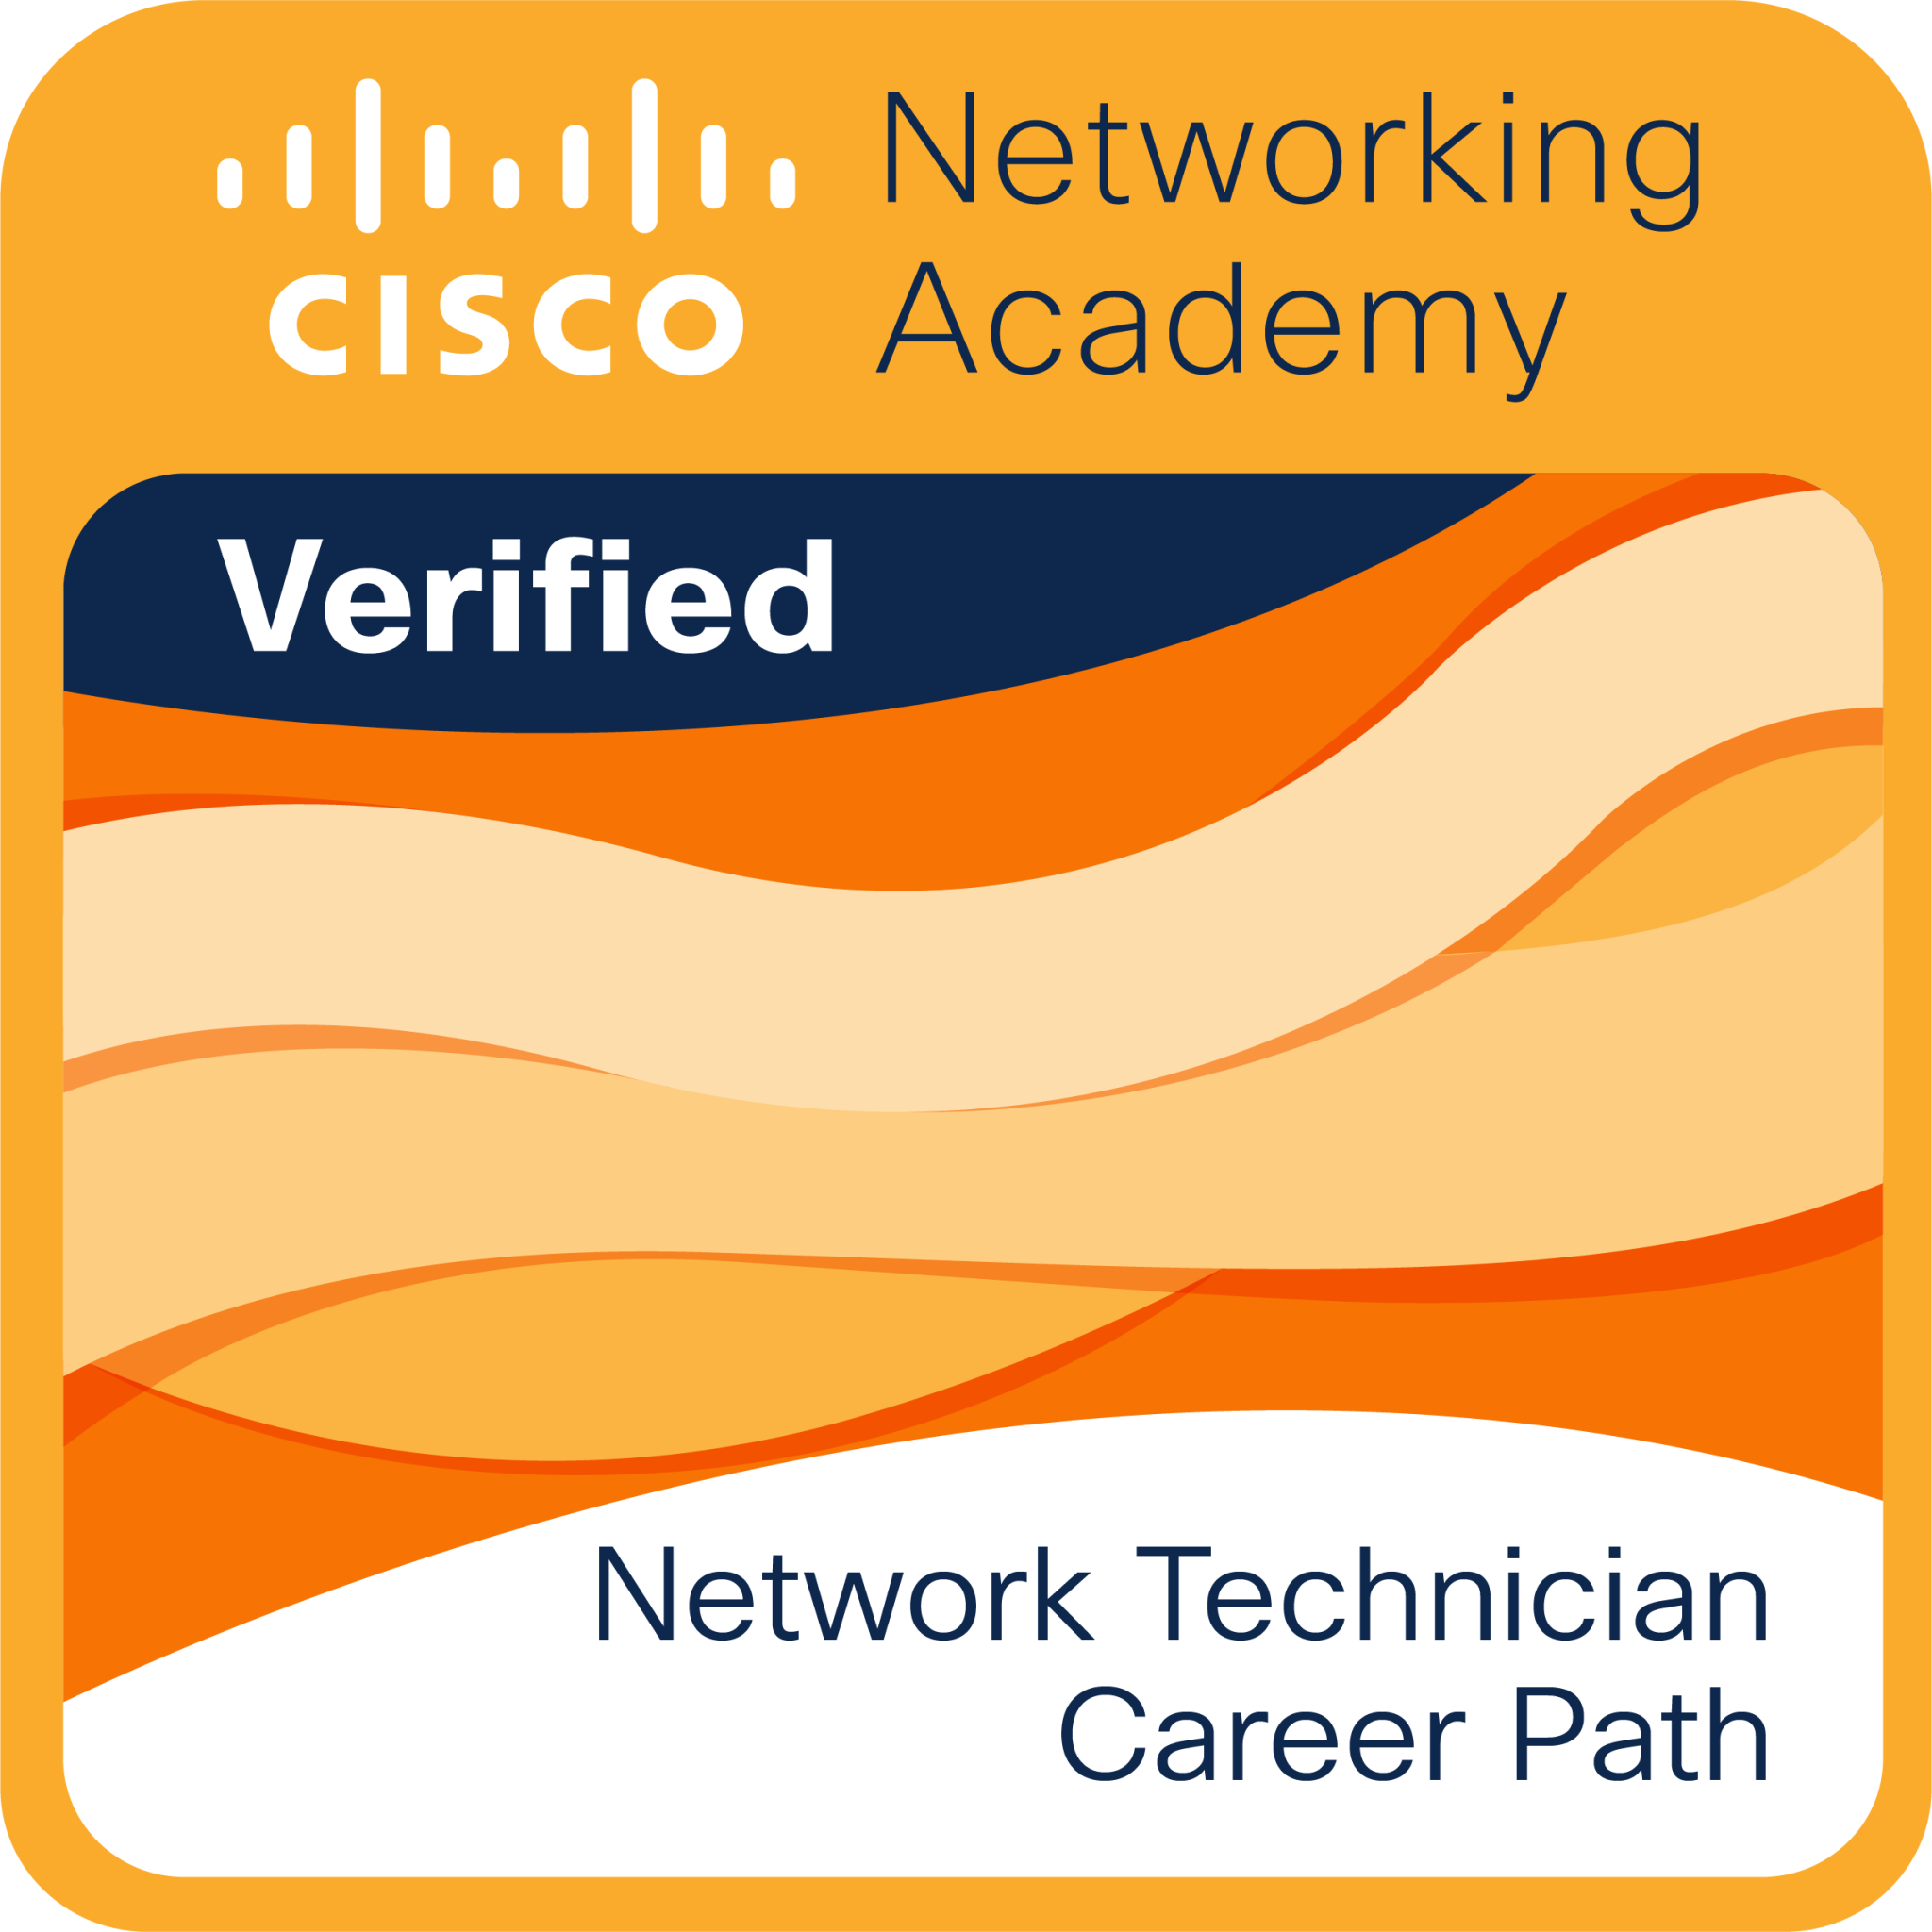 Networking
Academy
CISCO
Verified
Network Technician
Career Path